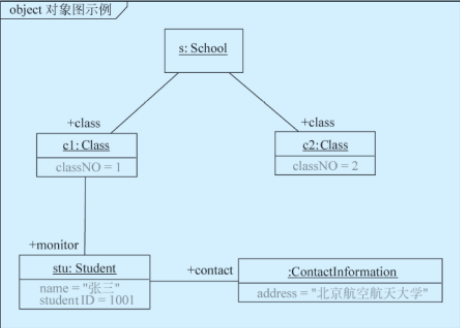 object 对象图示例
s: School
+class
+class
c1: Class
classNO = 1
c2: Class
classNO = 2
+monitor
stu: Student
name = "张三"
student ID = 1001
+contact
:ContactInformation
address = "北京航空航天大学"